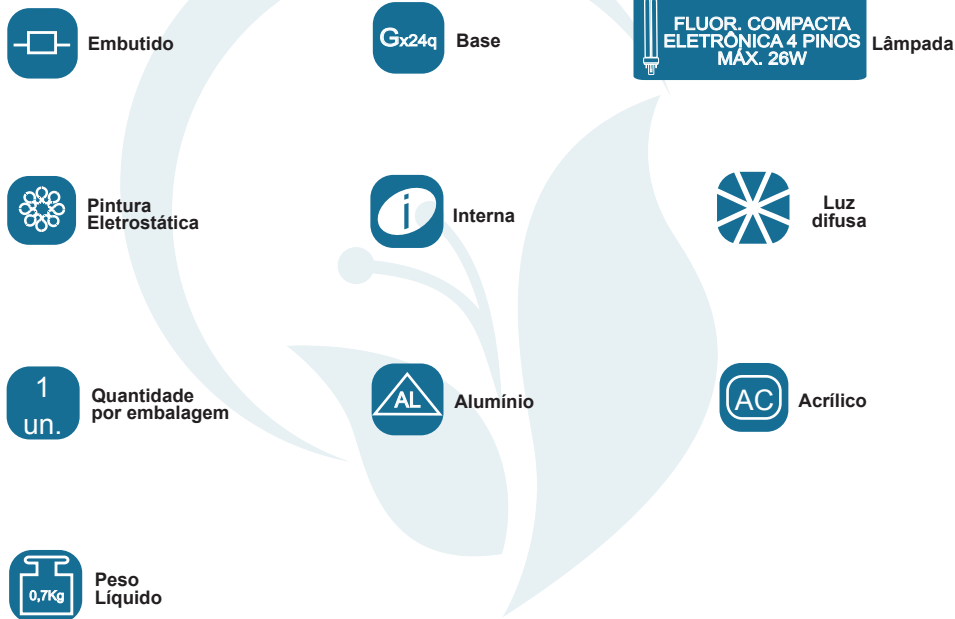 Embutido
Gx24q
Base
FLUOR. COMPACTA
ELETRÔNICA 4 PINOS
MÁX. 26W
Lâmpada
Pintura
Eletrostática
i
Interna
Luz
difusa
1
un.
Quantidade
por embalagem
AL
Alumínio
AC
Acrílico
0,7Kg
Peso
Líquido